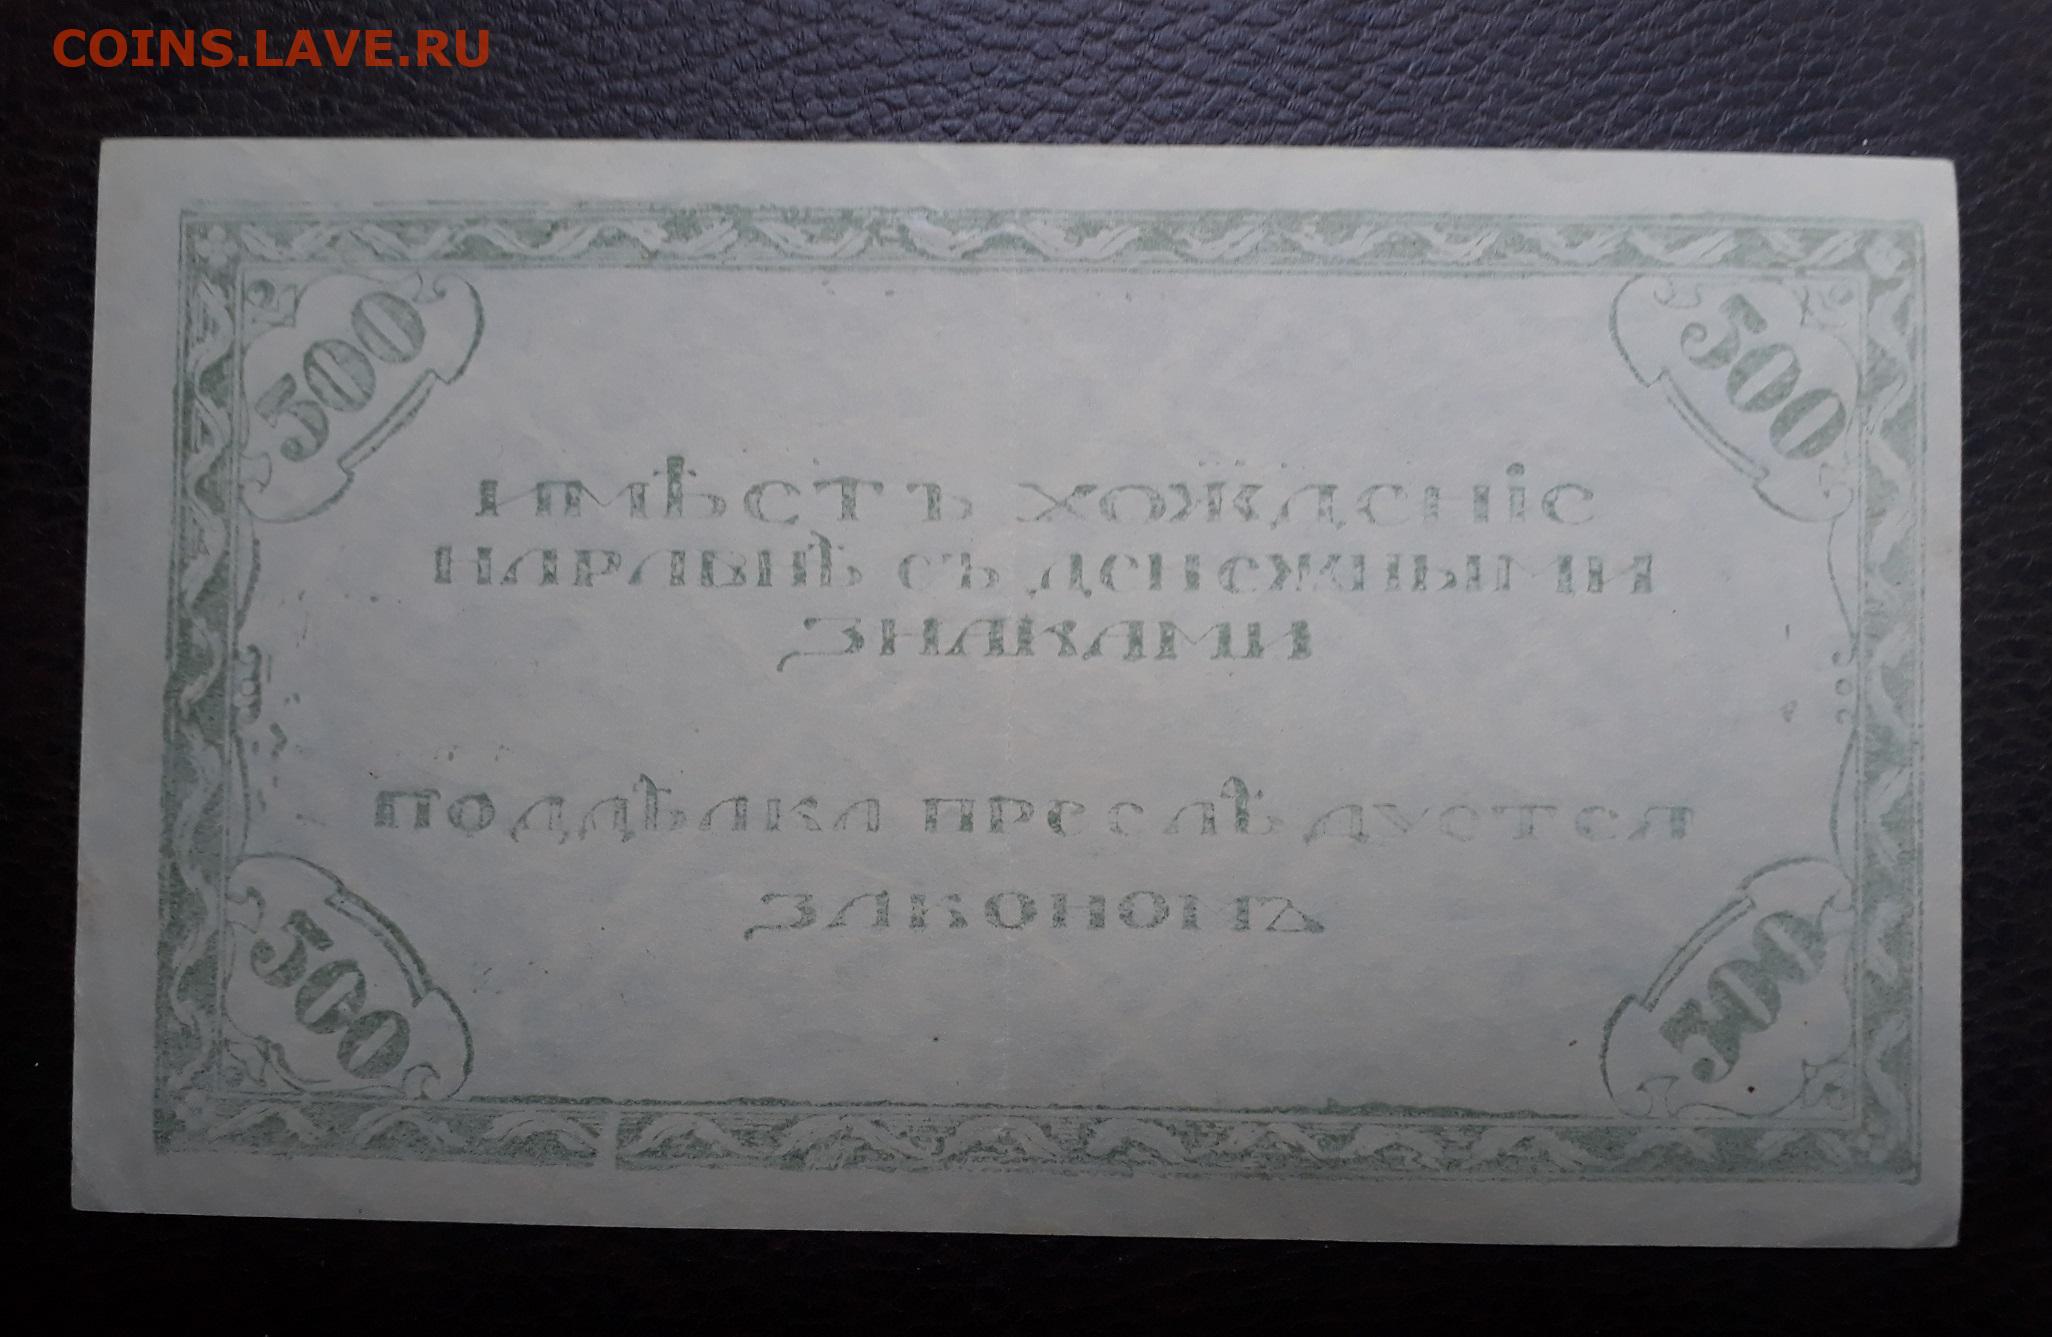 COINS.LAVE.RU
500
500
ИМѢЕТЪ ХОЖДЕНІЕ
НАРАВНѢ СЪ ДЕНЕЖНЫМИ
ЗНАКАМИ
ПОДДѢЛКА ПРЕСЛѢДУЕТСЯ
ЗАКОНОМЪ
500
500